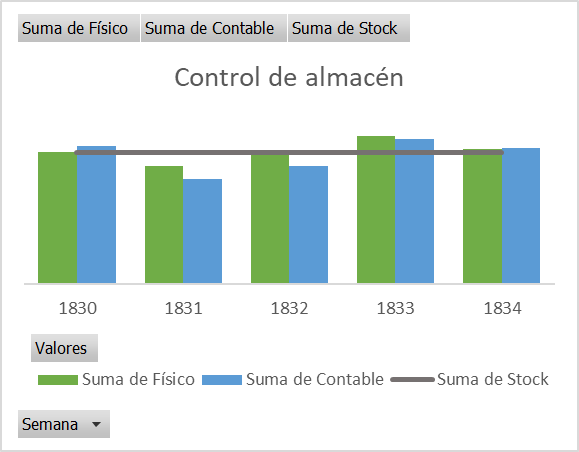 Suma de Físico Suma de Contable Suma de Stock
Control de almacén
1830 1831 1832 1833 1834
Valores
Suma de Físico Suma de Contable Suma de Stock
Semana